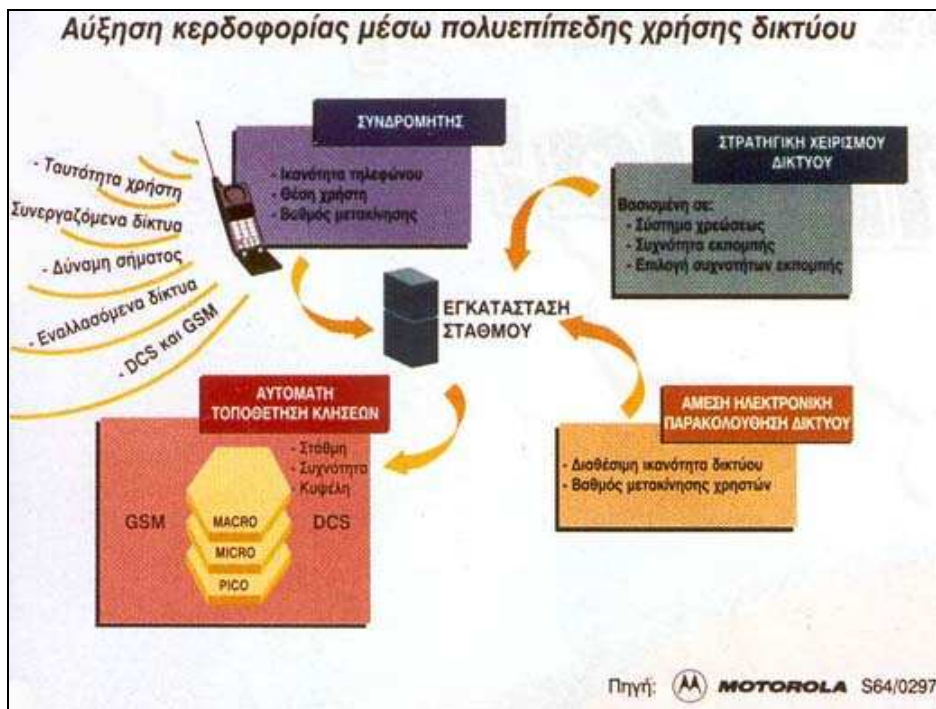 Αύξηση κερδοφορίας μέσω πολυεπίπεδης χρήσης δικτύου
ΣΥΝΔΡΟΜΗΤΗΣ
- Ικανότητα τηλεφώνου
- Θέση χρήστη
- Βαθμός μετακίνησης
ΣΤΡΑΤΗΓΙΚΗ ΧΕΙΡΙΣΜΟΥ
ΔΙΚΤΥΟΥ
Βασισμένη σε:
- Σύστημα χρεώσεως
- Συχνότητα εκπομπής
- Επιλογή συχνοτήτων εκπομπής
- Ταυτότητα χρήστη
Συνεργαζόμενα δίκτυα
- Δύναμη σήματος
- Εναλλασόμενα δίκτυα
- DCS και GSM
ΕΓΚΑΤΑΣΤΑΣΗ
ΣΤΑΘΜΟΥ
ΑΥΤΟΜΑΤΗ
ΤΟΠΟΘΕΤΗΣΗ ΚΛΗΣΕΩΝ
- Στάθμη
- Συχνότητα
- Κυψέλη
GSM
MACRO
DCS
MICRO
PICO
ΑΜΕΣΗ ΗΛΕΚΤΡΟΝΙΚΗ
ΠΑΡΑΚΟΛΟΥΘΗΣΗ ΔΙΚΤΥΟΥ
- Διαθέσιμη ικανότητα δικτύου
- Βαθμός μετακίνησης χρηστών
Πηγή: MOTOROLA S64/0297